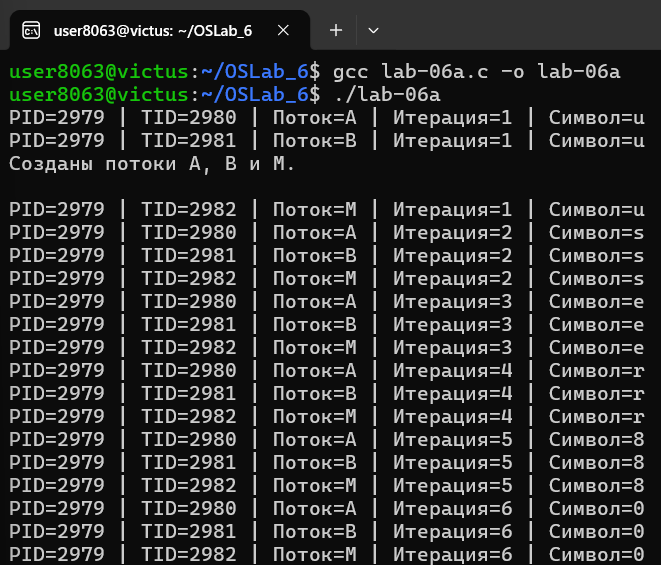 user8063@victus: ~/OSLab_6
user8063@victus:~/OSLab_6$ gcc lab-06a.c -o lab-06a
user8063@victus:~/OSLab_6$ ./lab-06a
PID=2979 | TID=2980 | Поток=A | Итерация=1 | Символ=u
PID=2979 | TID=2981 | Поток=B | Итерация=1 | Символ=u
Созданы потоки A, B и M.
PID=2979 | TID=2982 | Поток=M | Итерация=1 | Символ=u
PID=2979 | TID=2980 | Поток=A | Итерация=2 | Символ=s
PID=2979 | TID=2981 | Поток=B | Итерация=2 | Символ=s
PID=2979 | TID=2982 | Поток=M | Итерация=2 | Символ=s
PID=2979 | TID=2980 | Поток=A | Итерация=3 | Символ=e
PID=2979 | TID=2981 | Поток=B | Итерация=3 | Символ=e
PID=2979 | TID=2982 | Поток=M | Итерация=3 | Символ=e
PID=2979 | TID=2980 | Поток=A | Итерация=4 | Символ=r
PID=2979 | TID=2981 | Поток=B | Итерация=4 | Символ=r
PID=2979 | TID=2982 | Поток=M | Итерация=4 | Символ=r
PID=2979 | TID=2980 | Поток=A | Итерация=5 | Символ=8
PID=2979 | TID=2981 | Поток=B | Итерация=5 | Символ=8
PID=2979 | TID=2982 | Поток=M | Итерация=5 | Символ=8
PID=2979 | TID=2980 | Поток=A | Итерация=6 | Символ=0
PID=2979 | TID=2981 | Поток=B | Итерация=6 | Символ=0
PID=2979 | TID=2982 | Поток=M | Итерация=6 | Символ=0